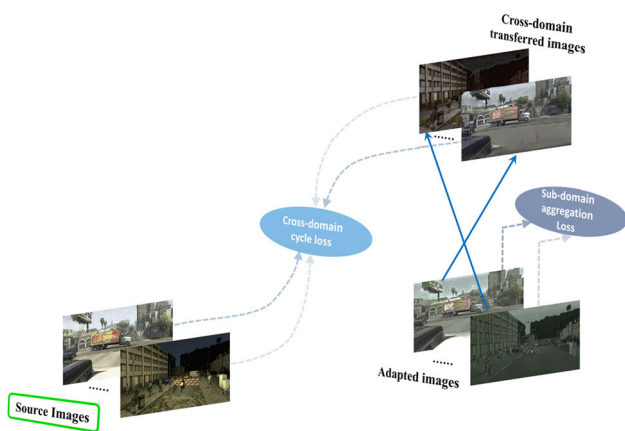 Cross-domain
transferred images
......
Sub-domain
aggregation
Loss
Cross-domain
cycle loss
......
Adapted images
......
Source Images